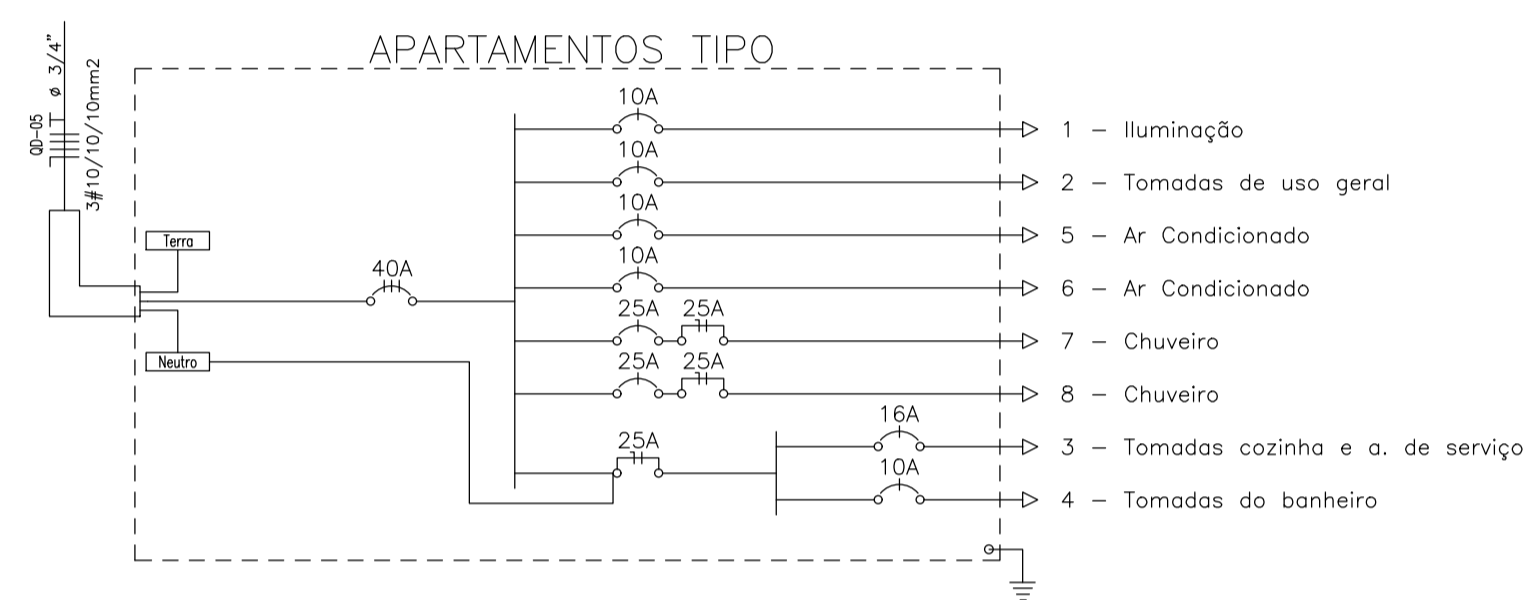 APARTAMENTOS TIPO
QD-05
ø 3/4"
3#10/10/10mm2
Terra
Neutro
40A
10A
1 - Iluminação
10A
2 - Tomadas de uso geral
10A
5 - Ar Condicionado
10A
6 - Ar Condicionado
25A 25A
7 - Chuveiro
25A 25A
8 - Chuveiro
25A
16A
3 - Tomadas cozinha e a. de serviço
10A
4 - Tomadas do banheiro